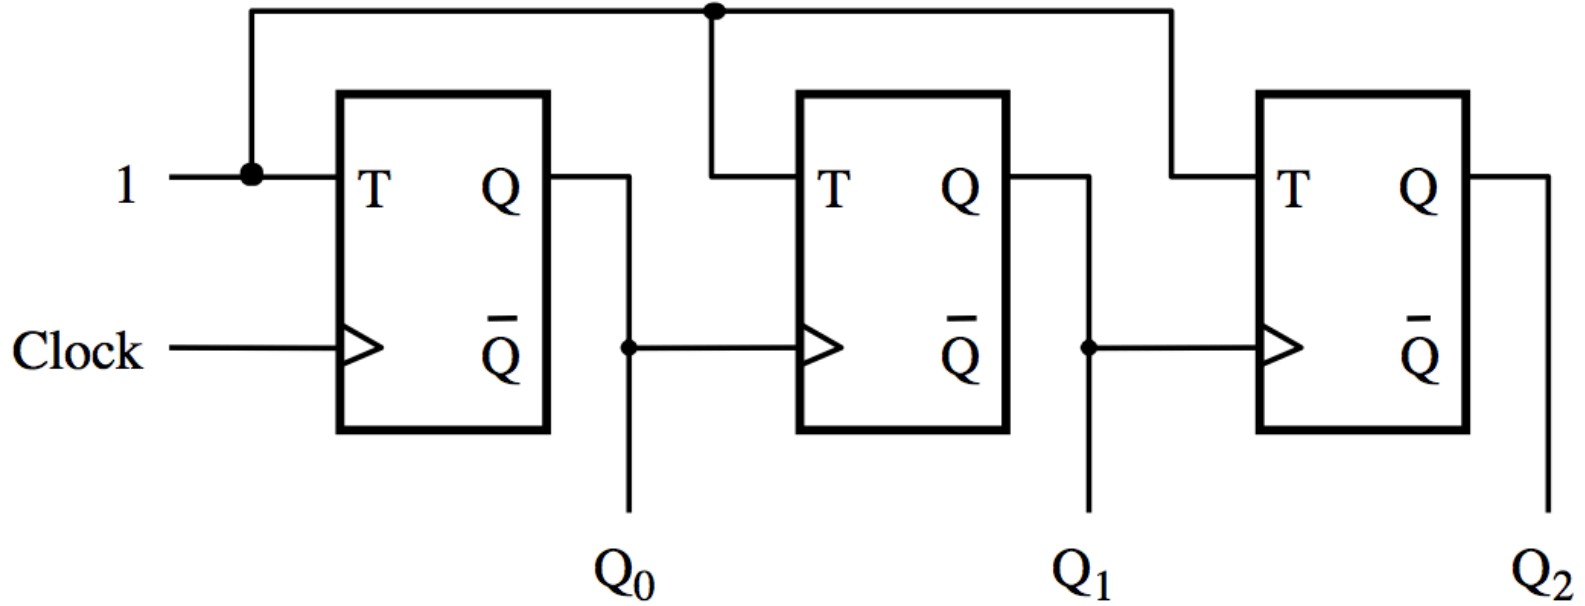 1 T Q T Q T Q
Clock Q̅ Q̅ Q̅
Q₀ Q₁ Q₂